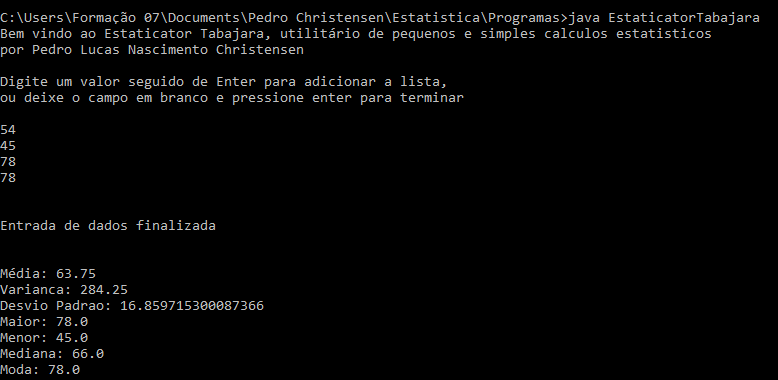 C:\Users\Formação 07\Documents\Pedro Christensen\Estatistica\Programas>java EstaticatorTabajara
Bem vindo ao Estaticator Tabajara, utilitário de pequenos e simples calculos estatisticos
por Pedro Lucas Nascimento Christensen
Digite um valor seguido de Enter para adicionar a lista,
ou deixe o campo em branco e pressione enter para terminar
54
45
78
78
Entrada de dados finalizada
Média: 63.75
Varianca: 284.25
Desvio Padrao: 16.859715300087366
Maior: 78.0
Menor: 45.0
Mediana: 66.0
Moda: 78.0